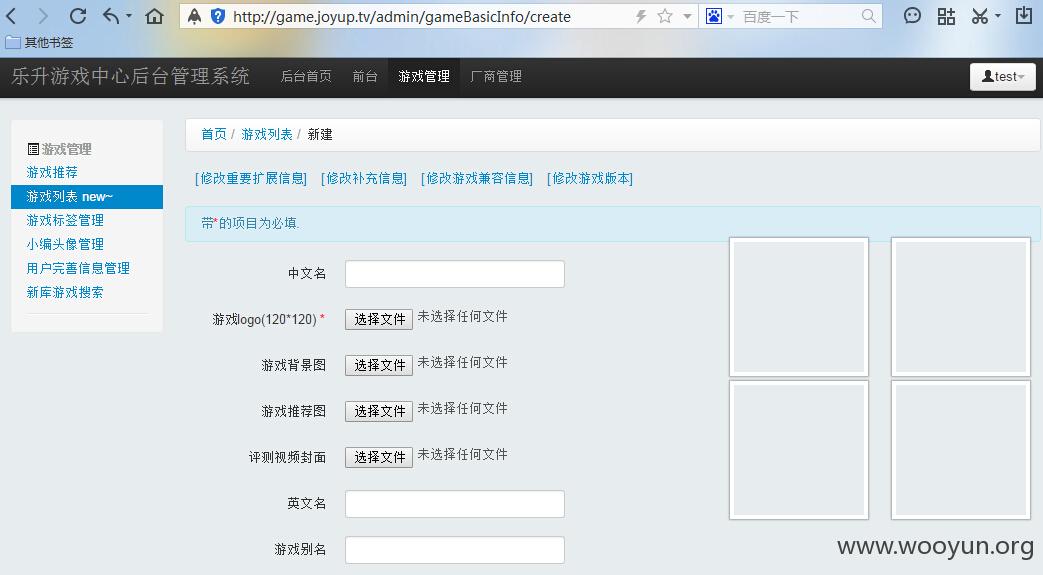 http://game.joyup.tv/admin/gameBasicInfo/create
百度一下
其他书签
乐升游戏中心后台管理系统 后台首页 前台 游戏管理 厂商管理 test
首页 / 游戏列表 / 新建
游戏管理
游戏推荐
游戏列表 new~
游戏标签管理
小编头像管理
用户完善信息管理
新库游戏搜索
[修改重要扩展信息] [修改补充信息] [修改游戏兼容信息] [修改游戏版本]
带*的项目为必填.
中文名
游戏logo(120*120) * 选择文件 未选择任何文件
游戏背景图 选择文件 未选择任何文件
游戏推荐图 选择文件 未选择任何文件
评测视频封面 选择文件 未选择任何文件
英文名
游戏别名
www.wooyun.org